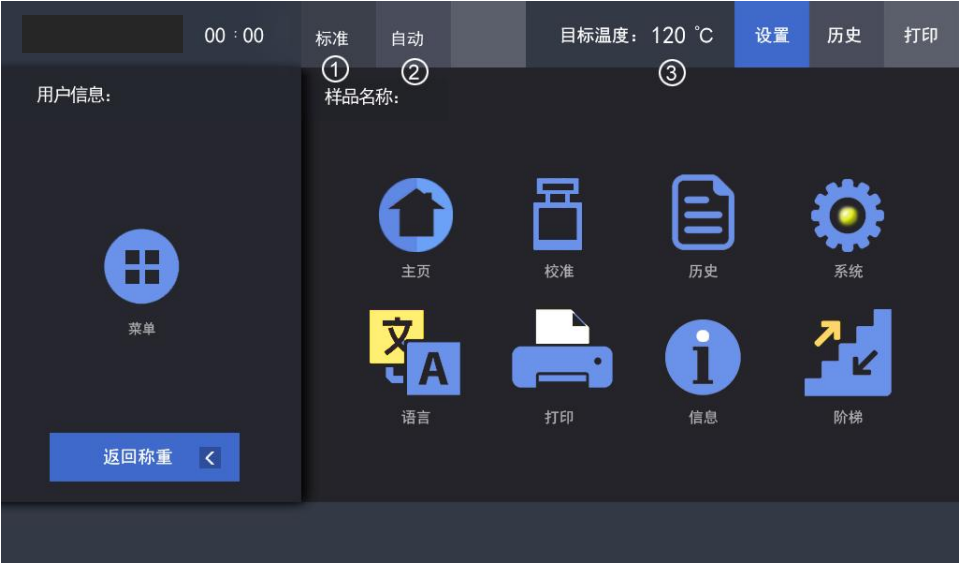 00 : 00
标准
自动
目标温度: 120 ℃
设置
历史
打印
①
②
③
用户信息:
样品名称:
主页
校准
历史
系统
菜单
文
A
语言
打印
信息
阶梯
返回称重